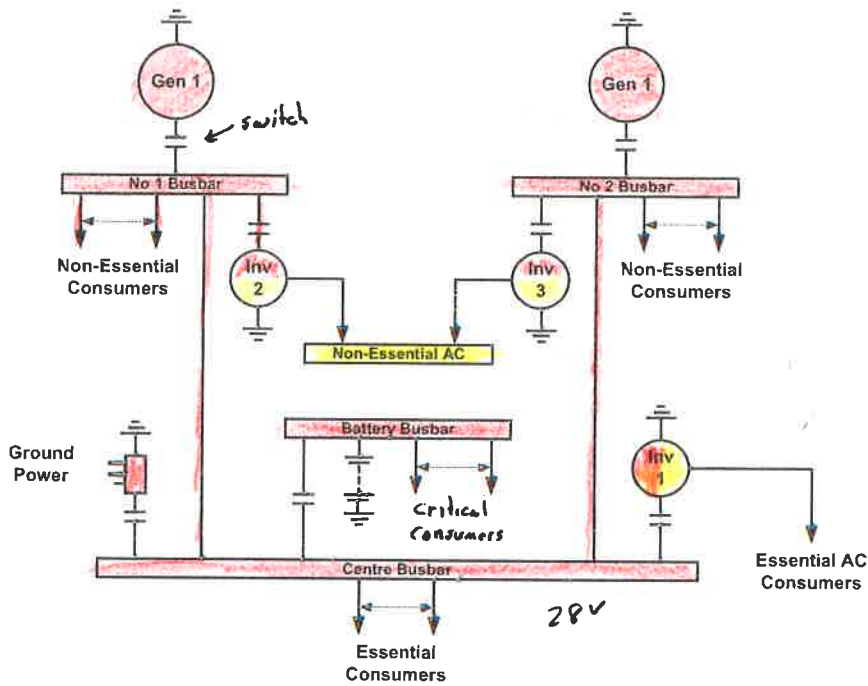 Gen 1
Gen 1
switch
No 1 Busbar
No 2 Busbar
Non-Essential
Consumers
Inv
2
Inv
3
Non-Essential
Consumers
Non-Essential AC
Ground
Power
Battery Busbar
Inv
1
Critical
Consumers
Essential AC
Consumers
Centre Busbar
28V
Essential
Consumers